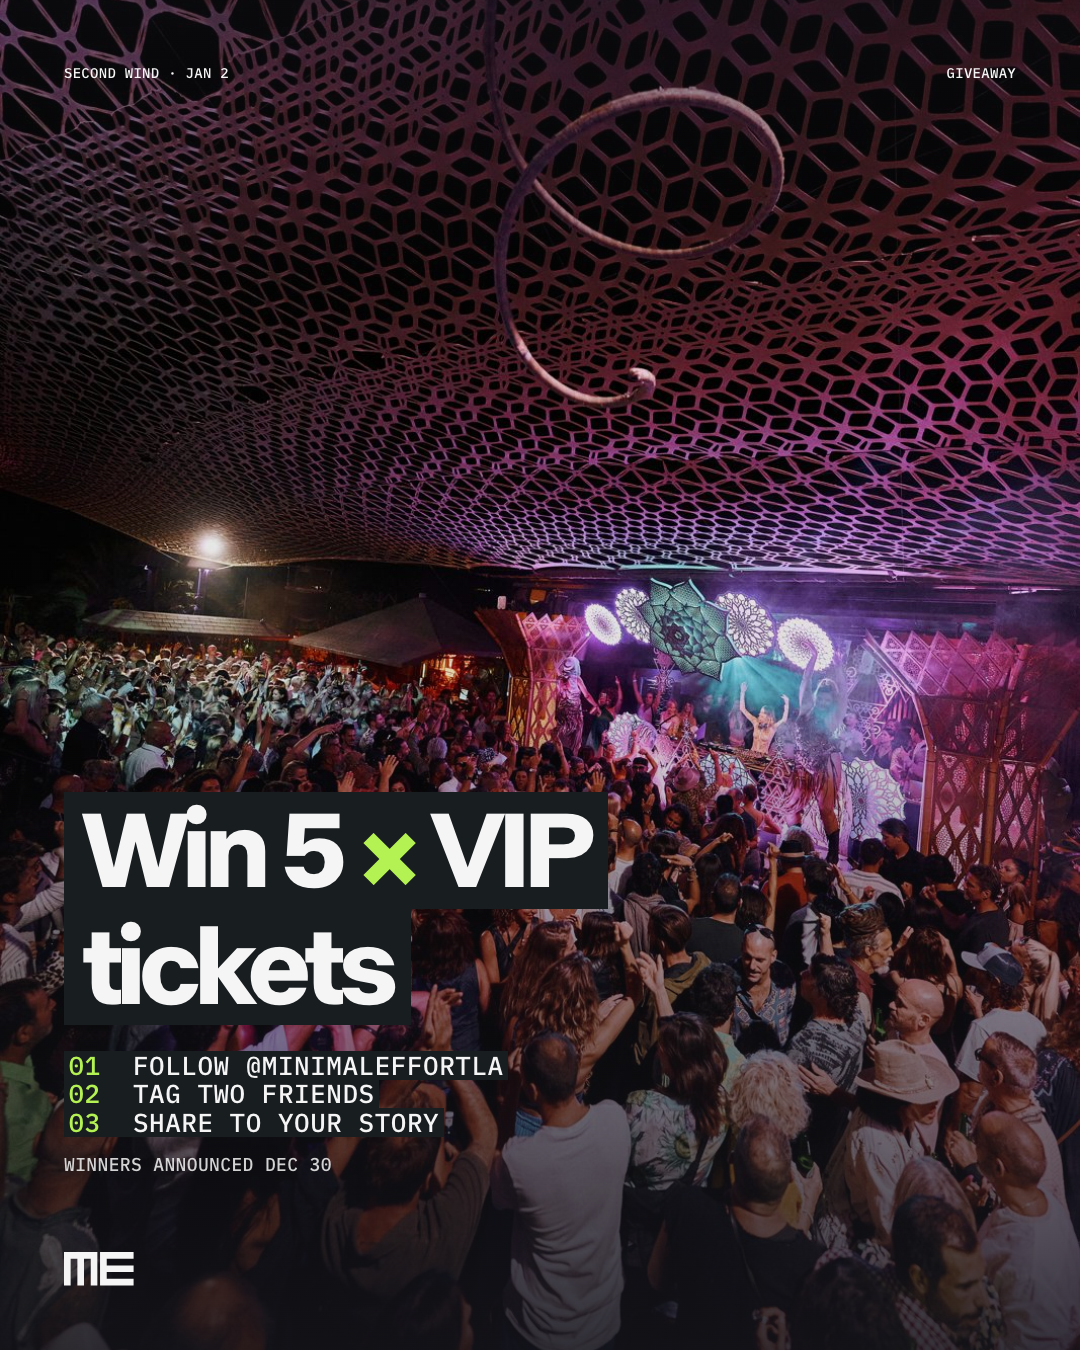 SECOND WIND · JAN 2
GIVEAWAY
Win 5 × VIP
tickets
01 FOLLOW @MINIMALEFFORTLA
02 TAG TWO FRIENDS
03 SHARE TO YOUR STORY
WINNERS ANNOUNCED DEC 30
ME